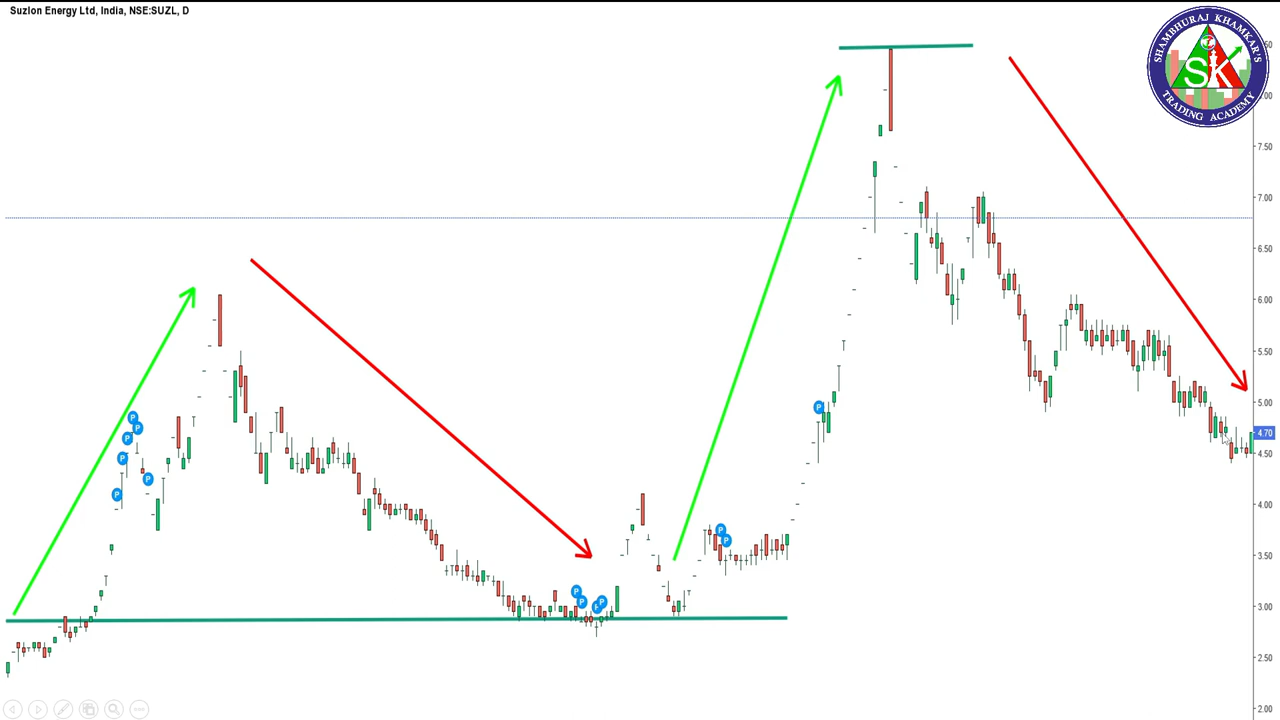 Suzlon Energy Ltd, India, NSE:SUZL, D
SHAMBHURAJ KHAMKAR'S
SK
TRADING ACADEMY
7.50
7.00
6.50
6.00
5.50
5.00
4.70
4.50
4.00
3.50
3.00
2.50
2.00
P
P
P
P
P
P
P
P
P
P
P
P